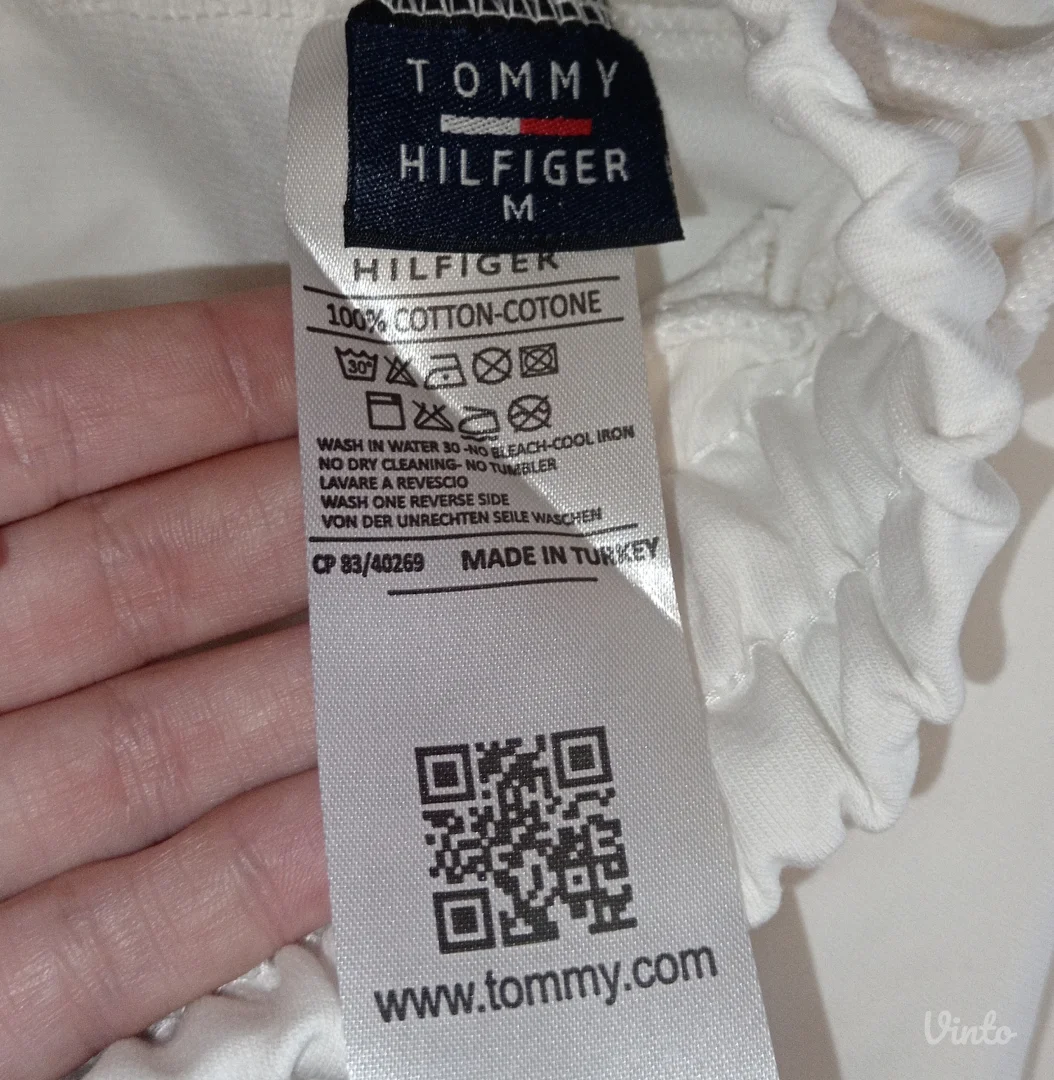 TOMMY
HILFIGER
M
HILFIGER
100% COTTON-COTONE
30°
WASH IN WATER 30 -NO BLEACH-COOL IRON
NO DRY CLEANING- NO TUMBLER
LAVARE A REVESCIO
WASH ONE REVERSE SIDE
VON DER UNRECHTEN SEILE WASCHEN
CP 83/40269 MADE IN TURKEY
www.tommy.com
Vinto